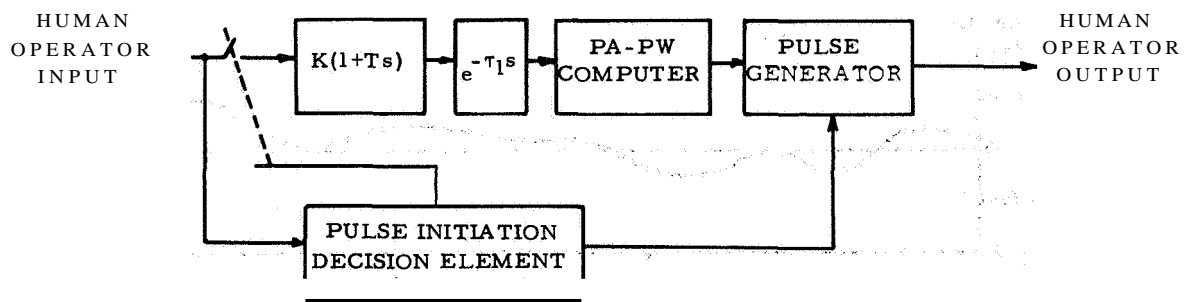 HUMAN
OPERATOR
INPUT
K(1+Ts)
e-τ1s
PA-PW
COMPUTER
PULSE
GENERATOR
HUMAN
OPERATOR
OUTPUT
PULSE INITIATION
DECISION ELEMENT